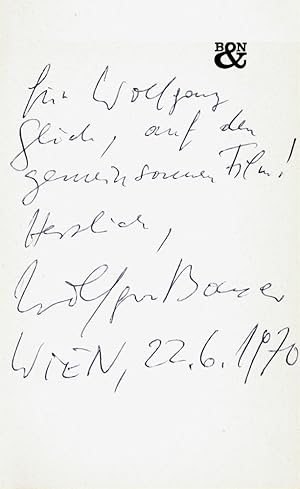 B&N
für Wolfgang
Glück, auf den
gemeinsamen Film!
Herzlich,
Wolfgang Bauer
WIEN, 22.6.1970